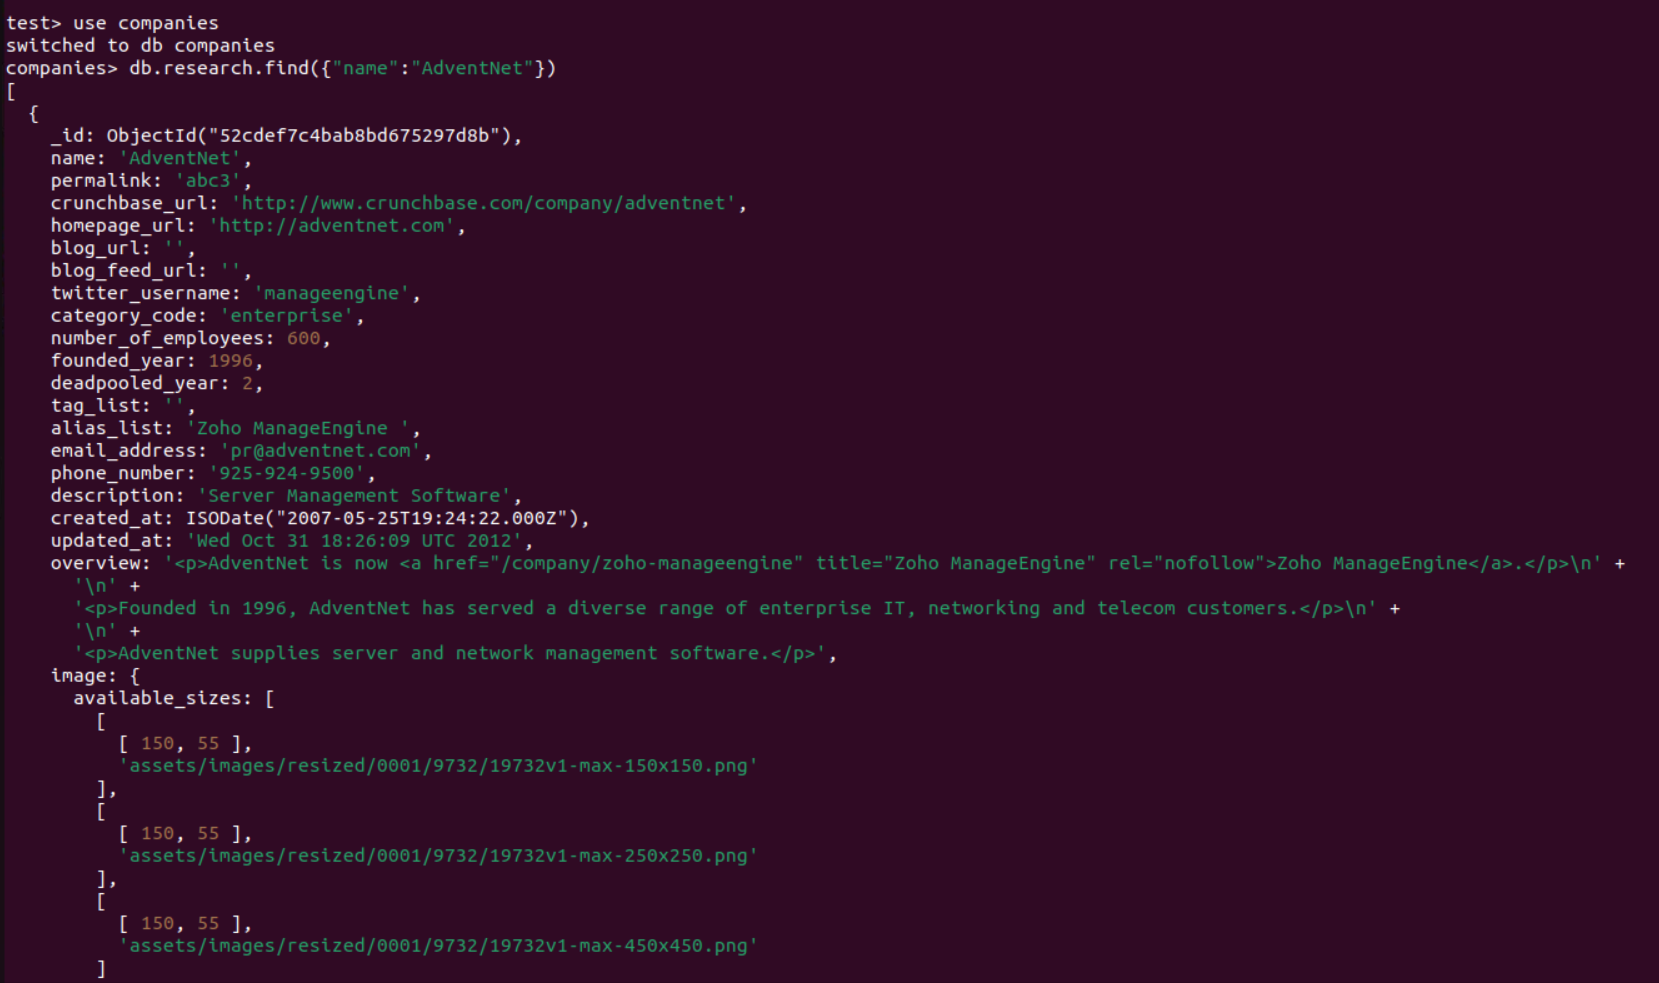 test> use companies
switched to db companies
companies> db.research.find({"name":"AdventNet"})
[
  {
    _id: ObjectId("52cdef7c4bab8bd675297d8b"),
    name: 'AdventNet',
    permalink: 'abc3',
    crunchbase_url: 'http://www.crunchbase.com/company/adventnet',
    homepage_url: 'http://adventnet.com',
    blog_url: '',
    blog_feed_url: '',
    twitter_username: 'manageengine',
    category_code: 'enterprise',
    number_of_employees: 600,
    founded_year: 1996,
    deadpooled_year: 2,
    tag_list: '',
    alias_list: 'Zoho ManageEngine ',
    email_address: 'pr@adventnet.com',
    phone_number: '925-924-9500',
    description: 'Server Management Software',
    created_at: ISODate("2007-05-25T19:24:22.000Z"),
    updated_at: 'Wed Oct 31 18:26:09 UTC 2012',
    overview: '<p>AdventNet is now <a href="/company/zoho-manageengine" title="Zoho ManageEngine" rel="nofollow">Zoho ManageEngine</a>.</p>\n' +
      '\n' +
      '<p>Founded in 1996, AdventNet has served a diverse range of enterprise IT, networking and telecom customers.</p>\n' +
      '\n' +
      '<p>AdventNet supplies server and network management software.</p>',
    image: {
      available_sizes: [
        [
          [ 150, 55 ],
          'assets/images/resized/0001/9732/19732v1-max-150x150.png'
        ],
        [
          [ 150, 55 ],
          'assets/images/resized/0001/9732/19732v1-max-250x250.png'
        ],
        [
          [ 150, 55 ],
          'assets/images/resized/0001/9732/19732v1-max-450x450.png'
        ]